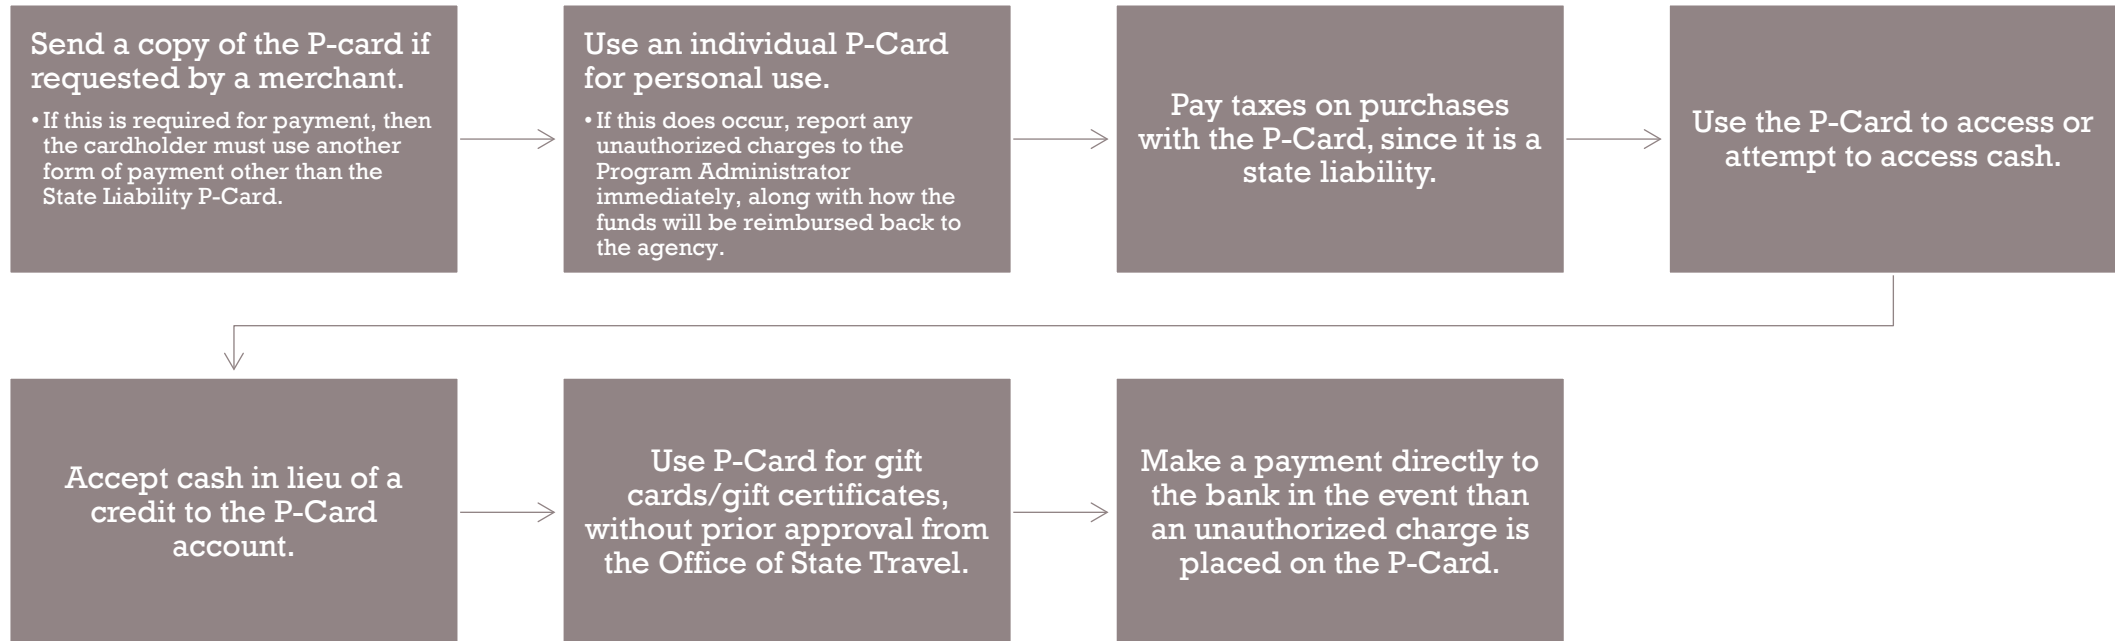 Send a copy of the P-card if
requested by a merchant.
• If this is required for payment, then
the cardholder must use another
form of payment other than the
State Liability P-Card.
Use an individual P-Card
for personal use.
• If this does occur, report any
unauthorized charges to the
Program Administrator
immediately, along with how the
funds will be reimbursed back to
the agency.
Pay taxes on purchases
with the P-Card, since it is a
state liability.
Use the P-Card to access or
attempt to access cash.
Accept cash in lieu of a
credit to the P-Card
account.
Use P-Card for gift
cards/gift certificates,
without prior approval from
the Office of State Travel.
Make a payment directly to
the bank in the event than
an unauthorized charge is
placed on the P-Card.